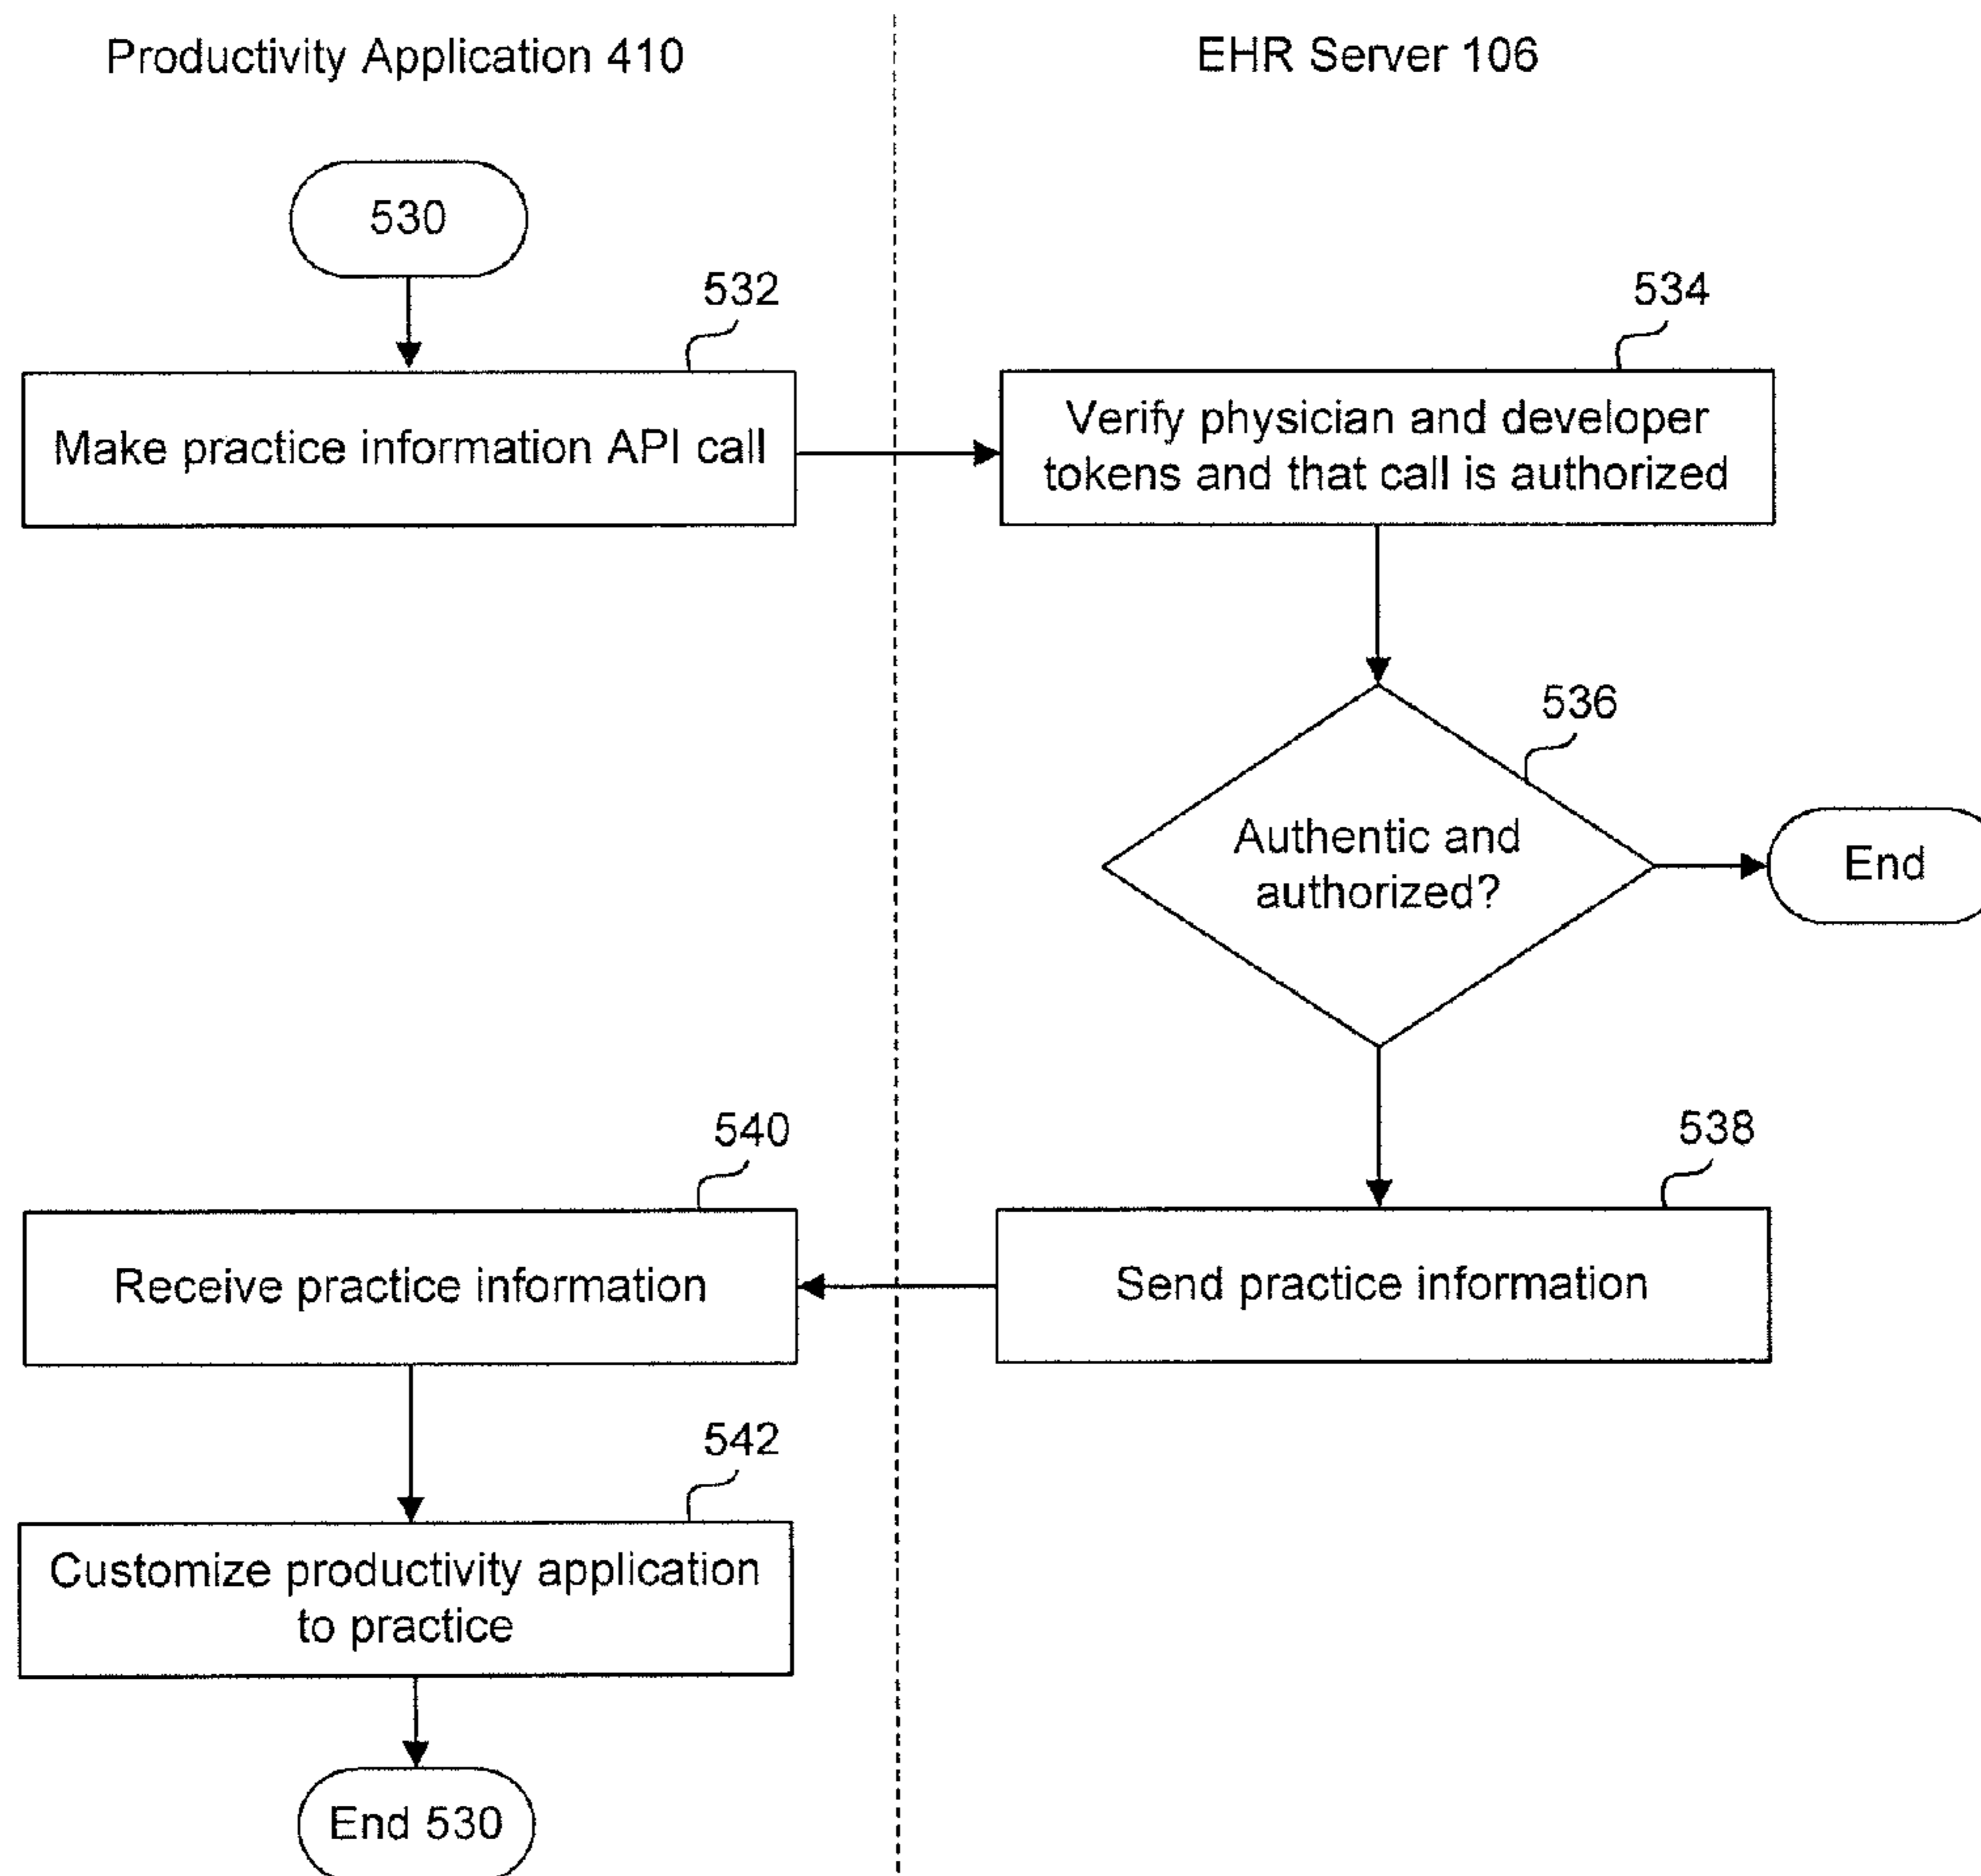 Productivity Application 410
EHR Server 106
530
532
534
Make practice information API call
Verify physician and developer
tokens and that call is authorized
536
Authentic and
authorized?
End
540
538
Receive practice information
Send practice information
542
Customize productivity application
to practice
End 530